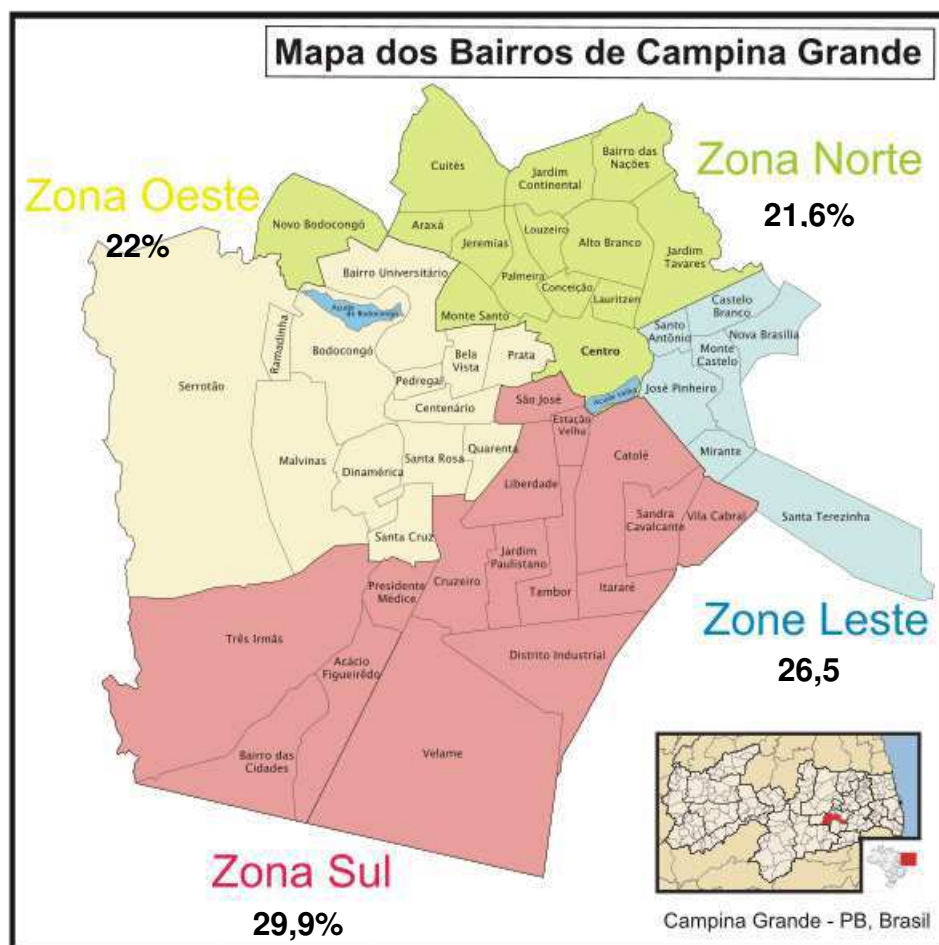 Mapa dos Bairros de Campina Grande
Zona Oeste
22%
Zona Norte
21.6%
Cuités
Bairro das
Nações
Jardim
Continental
Novo Bodocongó
Araxá
Jeremias
Louzeiro
Alto Branco
Jardim
Tavares
Bairro Universitário
Palmeira
Conceição
Lauritzen
Monte Santo
Centro
Açude
de Bodocongó
Ramadinha
Bodocongó
Bela
Vista
Prata
Pedregal
Serrotão
Centenário
Castelo
Branco
Santo
Antônio
Nova Brasília
Monte
Castelo
José Pinheiro
Açude Velho
São José
Estação
Velha
Malvinas
Dinamérica
Santa Rosa
Quarenta
Catolé
Mirante
Liberdade
Santa Cruz
Sandra
Cavalcante
Vila Cabral
Santa Terezinha
Jardim
Paulistano
Presidente
Médice
Cruzeiro
Tambor
Itararé
Três Irmãs
Acácio
Figueirêdo
Distrito Industrial
Bairro das
Cidades
Velame
Zone Leste
26,5
Zona Sul
29,9%
Campina Grande - PB, Brasil